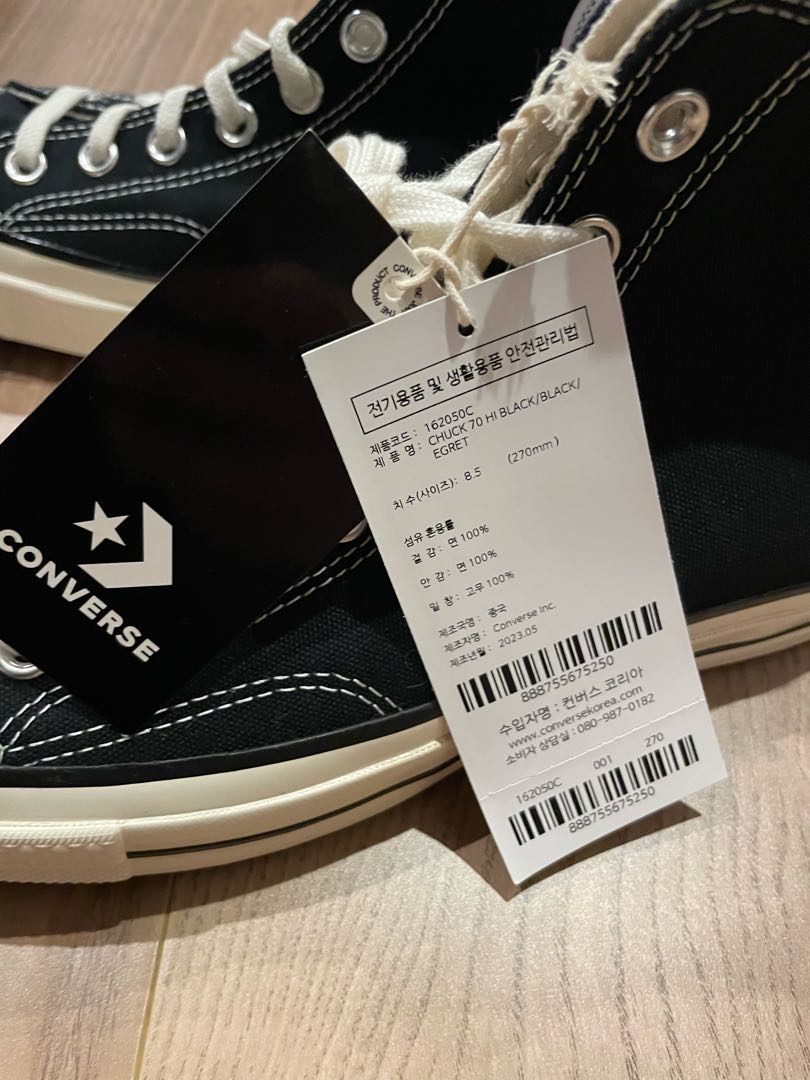 THE PRODUCT CONVERSE
CONVERSE
전기용품 및 생활용품 안전관리법
제품코드 : 162050C
제 품 명 : CHUCK 70 HI BLACK/BLACK/
EGRET
치 수(사이즈) : 8.5 (270mm)
섬유 혼용률
겉 감 : 면 100%
안 감 : 면 100%
밑 창 : 고무 100%
제조국명 : 중국
제조자명 : Converse Inc.
제조년월 : 2023.05
888755675250
수입자명 : 컨버스 코리아
www.conversekorea.com
소비자 상담실 : 080-987-0182
162050C 001 270
888755675250